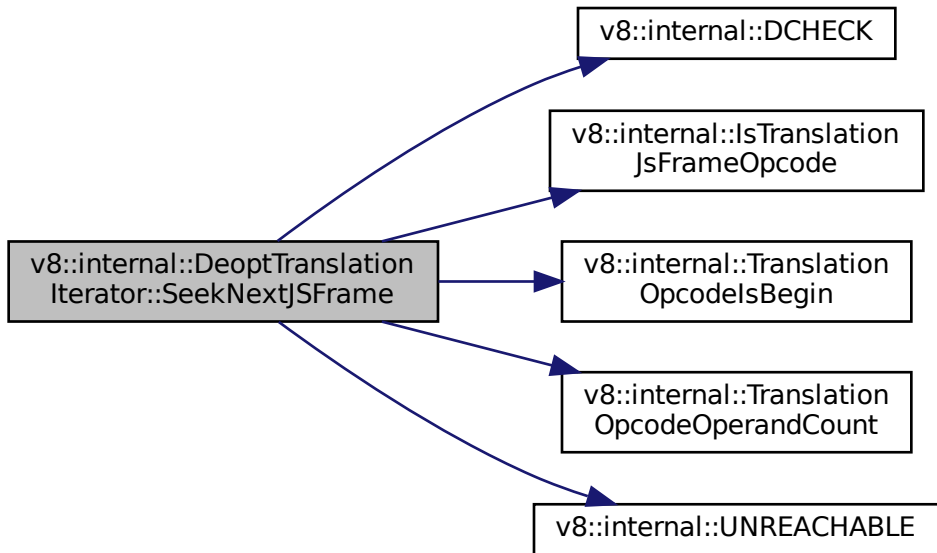 v8::internal::DCHECK
v8::internal::IsTranslation
JsFrameOpcode
v8::internal::DeoptTranslation
Iterator::SeekNextJSFrame
v8::internal::Translation
OpcodeIsBegin
v8::internal::Translation
OpcodeOperandCount
v8::internal::UNREACHABLE